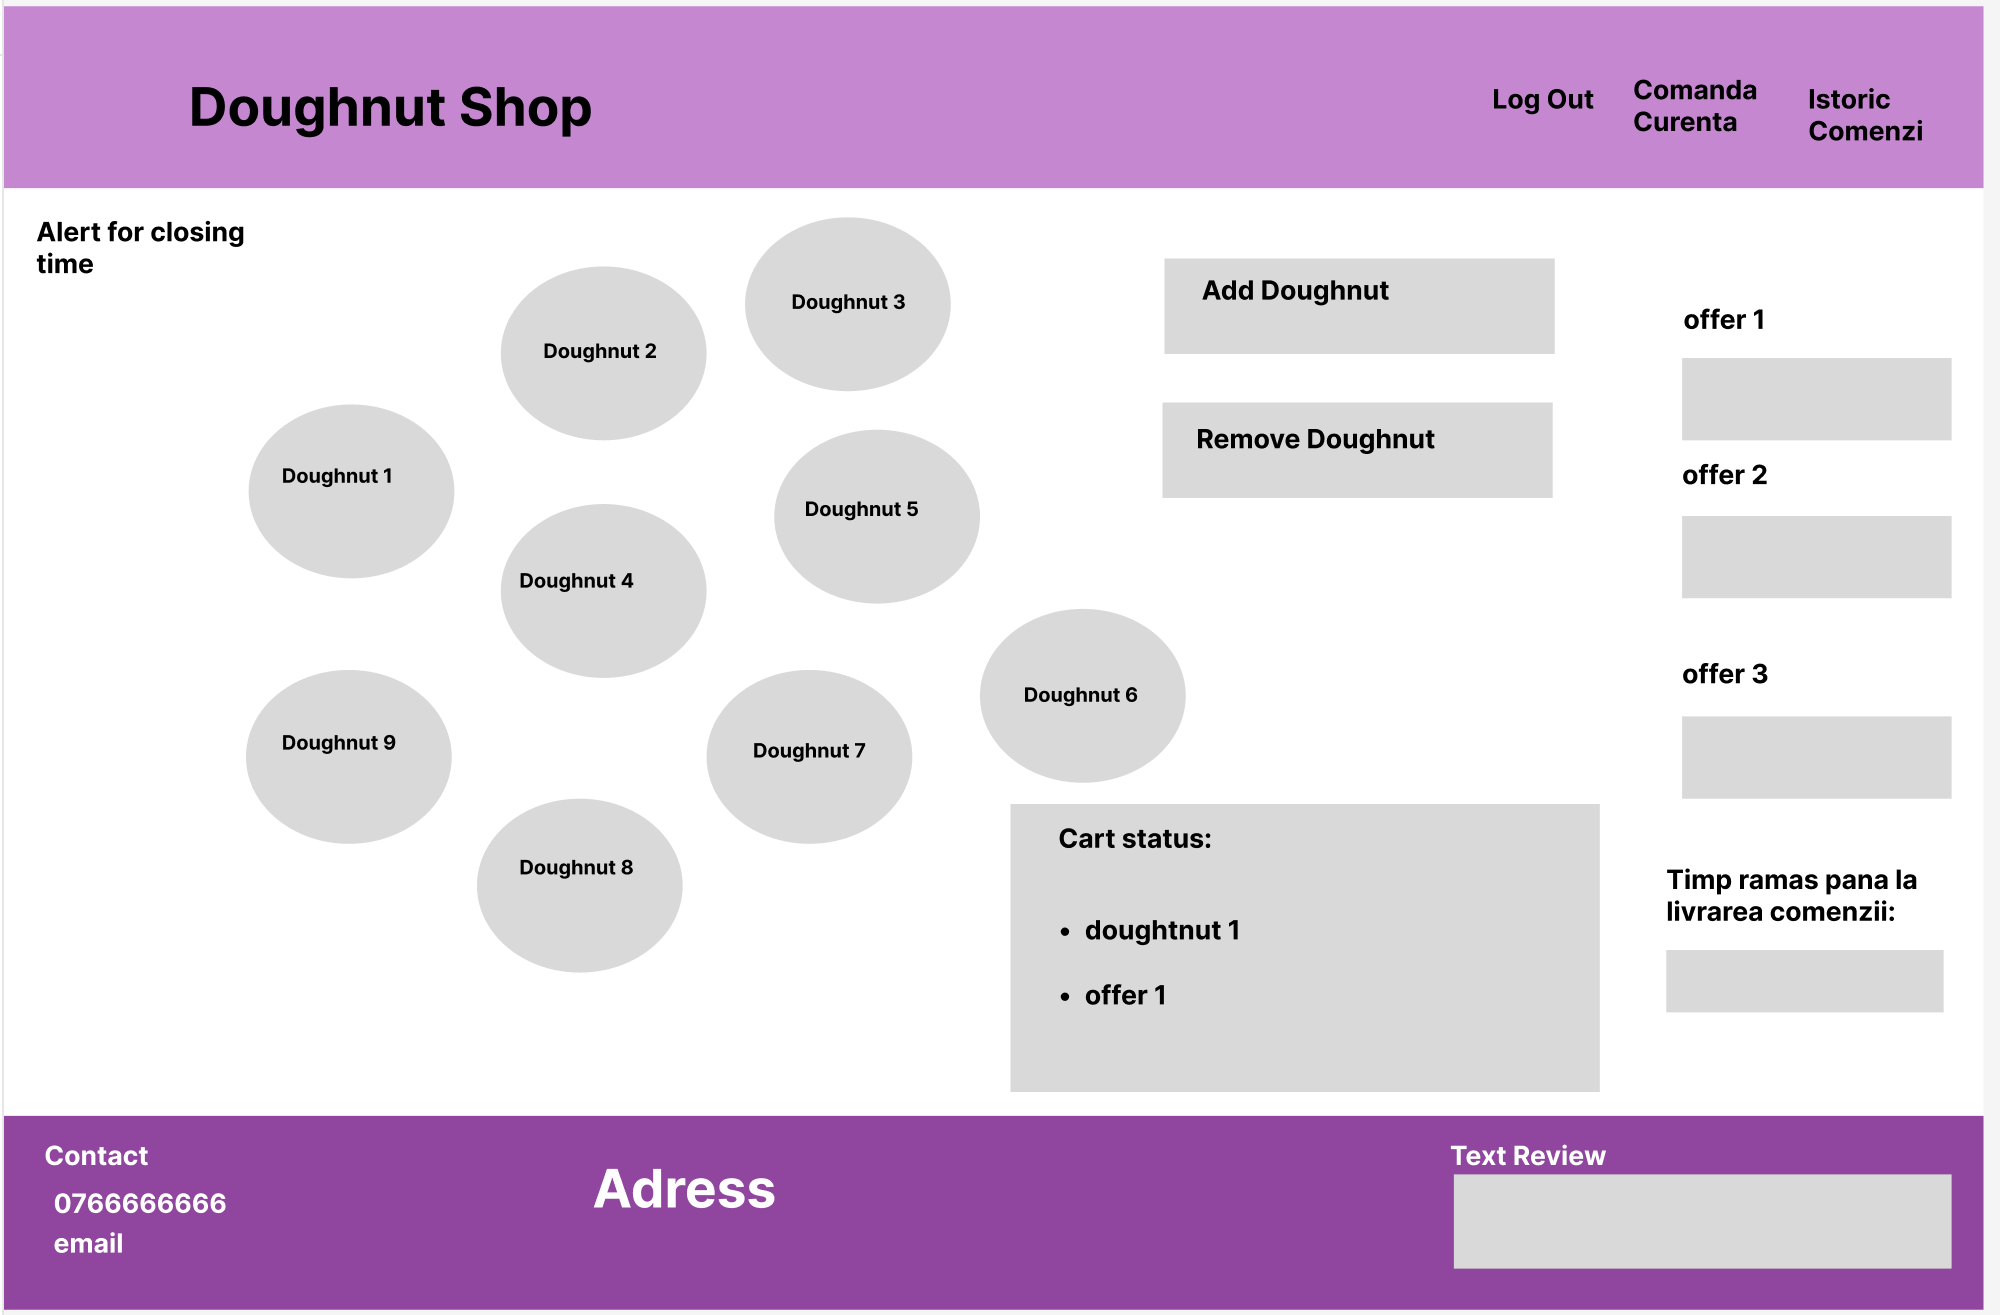 Doughnut Shop
Log Out
Comanda
Curenta
Istoric
Comenzi
Alert for closing
time
Doughnut 1
Doughnut 2
Doughnut 3
Doughnut 4
Doughnut 5
Doughnut 6
Doughnut 7
Doughnut 8
Doughnut 9
Add Doughnut
Remove Doughnut
offer 1
offer 2
offer 3
Cart status:
• doughtnut 1
• offer 1
Timp ramas pana la
livrarea comenzii:
Contact
0766666666
email
Adress
Text Review